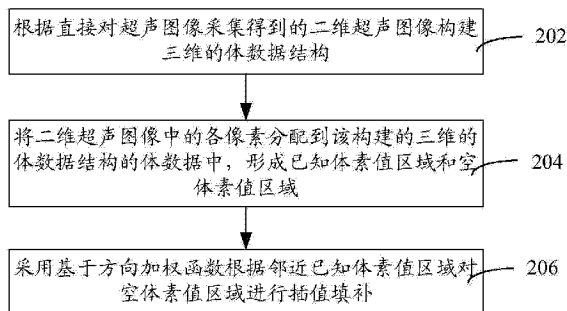 根据直接对超声图像采集得到的二维超声图像构建
三维的体数据结构
202
将二维超声图像中的各像素分配到该构建的三维的
体数据结构的体数据中，形成已知体素值区域和空
体素值区域
204
采用基于方向加权函数根据邻近已知体素值区域对
空体素值区域进行插值填补
206